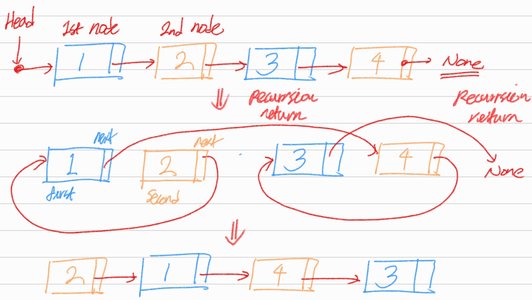 Head 1st node 2nd node
1 2 3 4 None
Recursion return Recursion return
next next
1 2 3 4
first second None
2 1 4 3